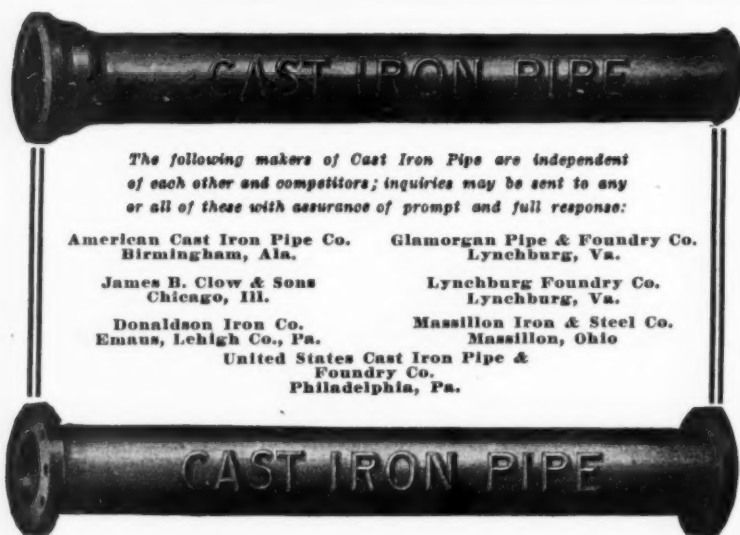 CAST IRON PIPE
The following makers of Cast Iron Pipe are independent
of each other and competitors; inquiries may be sent to any
or all of these with assurance of prompt and full response:
American Cast Iron Pipe Co.
Birmingham, Ala.
James B. Clow & Sons
Chicago, Ill.
Donaldson Iron Co.
Emaus, Lehigh Co., Pa.
Glamorgan Pipe & Foundry Co.
Lynchburg, Va.
Lynchburg Foundry Co.
Lynchburg, Va.
Massillon Iron & Steel Co.
Massillon, Ohio
United States Cast Iron Pipe &
Foundry Co.
Philadelphia, Pa.
CAST IRON PIPE